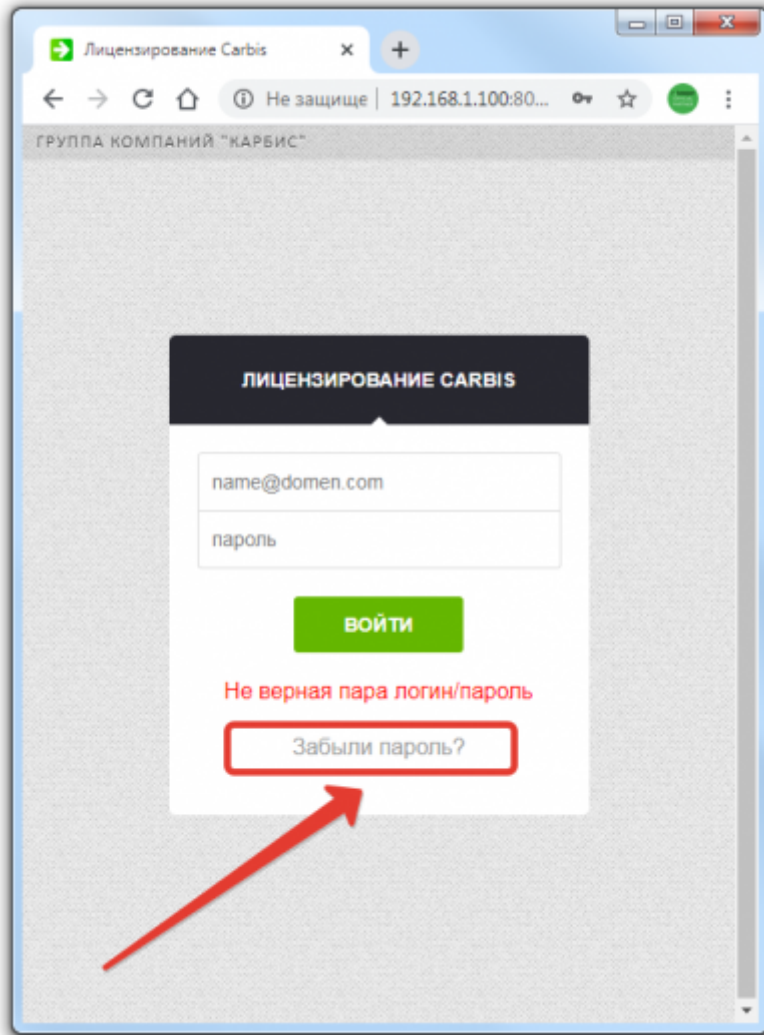 Лицензирование Carbis
Не защище | 192.168.1.100:80...
ГРУППА КОМПАНИЙ "КАРБИС"
ЛИЦЕНЗИРОВАНИЕ CARBIS
name@domen.com
пароль
ВОЙТИ
Не верная пара логин/пароль
Забыли пароль?